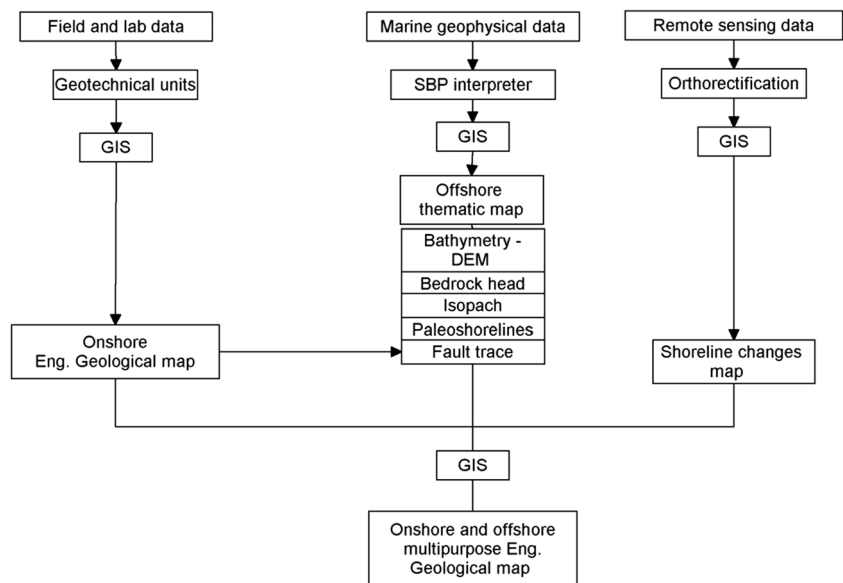 Field and lab data
Marine geophysical data
Remote sensing data
Geotechnical units
SBP interpreter
Orthorectification
GIS
GIS
GIS
Offshore
thematic map
Bathymetry -
DEM
Bedrock head
Isopach
Paleoshorelines
Fault trace
Onshore
Eng. Geological map
Shoreline changes
map
GIS
Onshore and offshore
multipurpose Eng.
Geological map